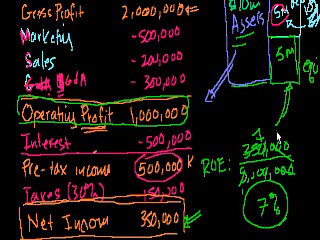 Gross Profit 2,000,000
Marketing -500,000
Sales -200,000
G&A -300,000
Operating Profit 1,000,000
Interest -500,000
Pre-tax income 500,000
Taxes (30%) 150,000
Net Income 350,000
$10m
Assets
5M
5M
ROE:
350,000
5,000,000
7%